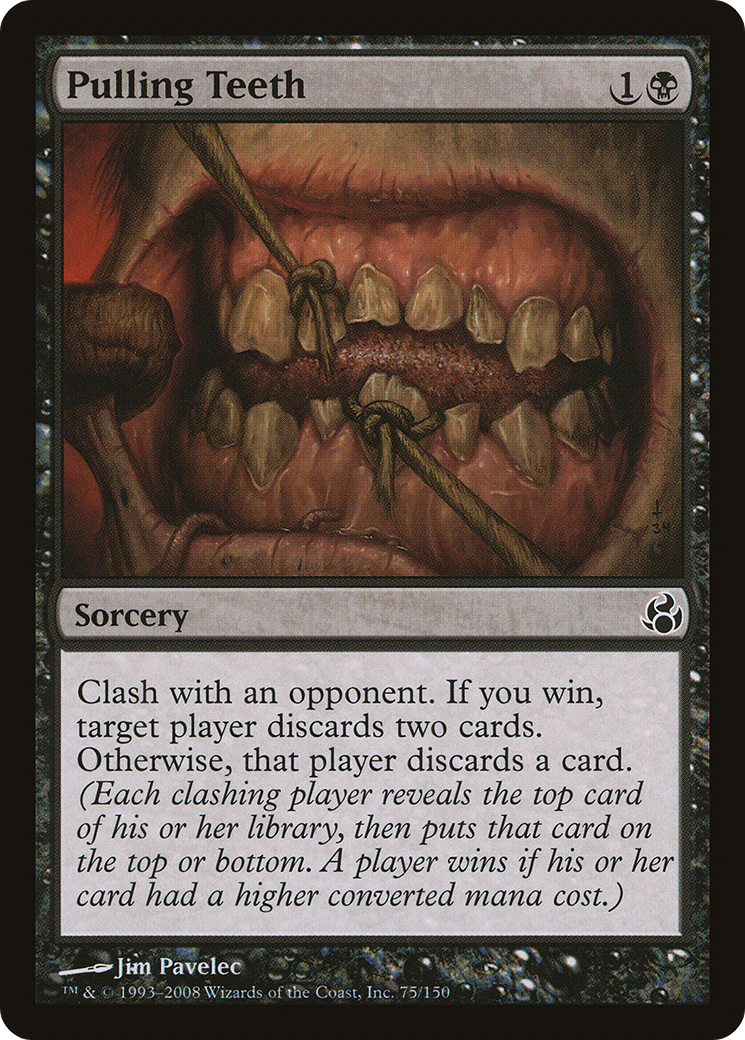 Pulling Teeth 1
Sorcery
Clash with an opponent. If you win,
target player discards two cards.
Otherwise, that player discards a card.
(Each clashing player reveals the top card
of his or her library, then puts that card on
the top or bottom. A player wins if his or her
card had a higher converted mana cost.)
Jim Pavelec
™ & © 1993–2008 Wizards of the Coast, Inc. 75/150